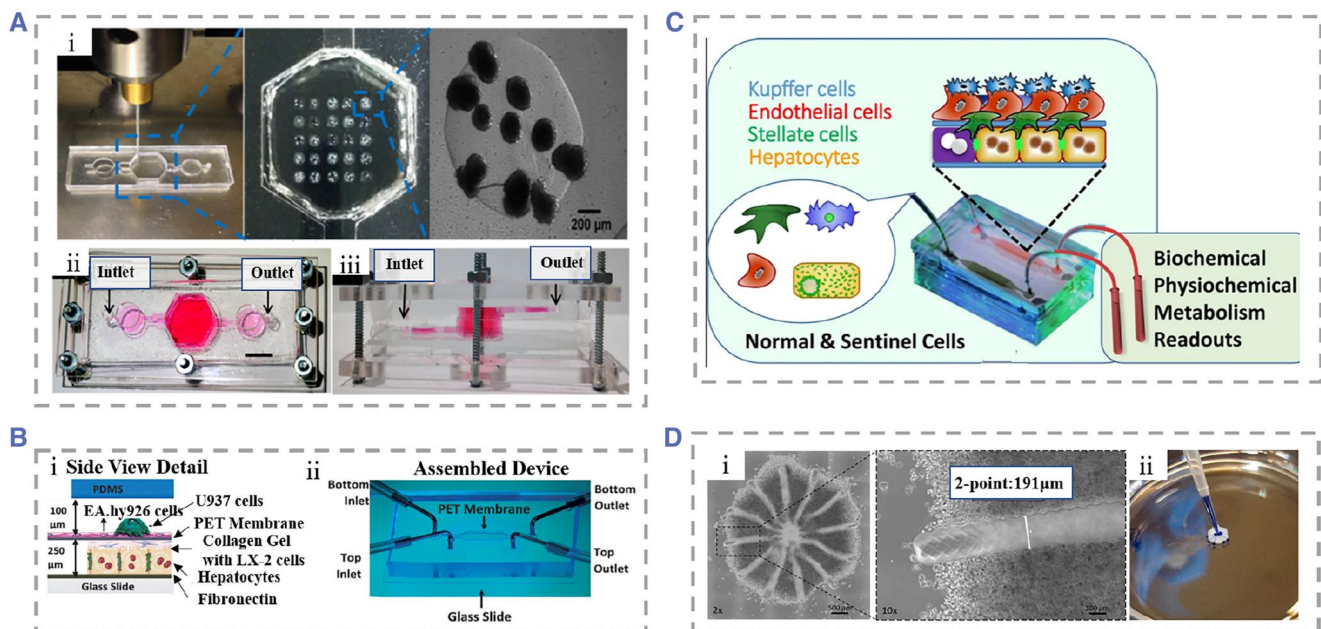 A
i
200 μm
ii
Intlet
Outlet
iii
Intlet
Outlet
B
i Side View Detail
PDMS
100
μm
EA.hy926 cells
U937 cells
PET Membrane
Collagen Gel
with LX-2 cells
250
μm
Hepatocytes
Glass Slide
Fibronectin
ii
Assembled Device
Bottom
Inlet
PET Membrane
Bottom
Outlet
Top
Inlet
Top
Outlet
Glass Slide
C
Kupffer cells
Endothelial cells
Stellate cells
Hepatocytes
Normal & Sentinel Cells
Biochemical
Physiochemical
Metabolism
Readouts
D
i
2x
500 μm
2-point:191μm
10x
100 μm
ii